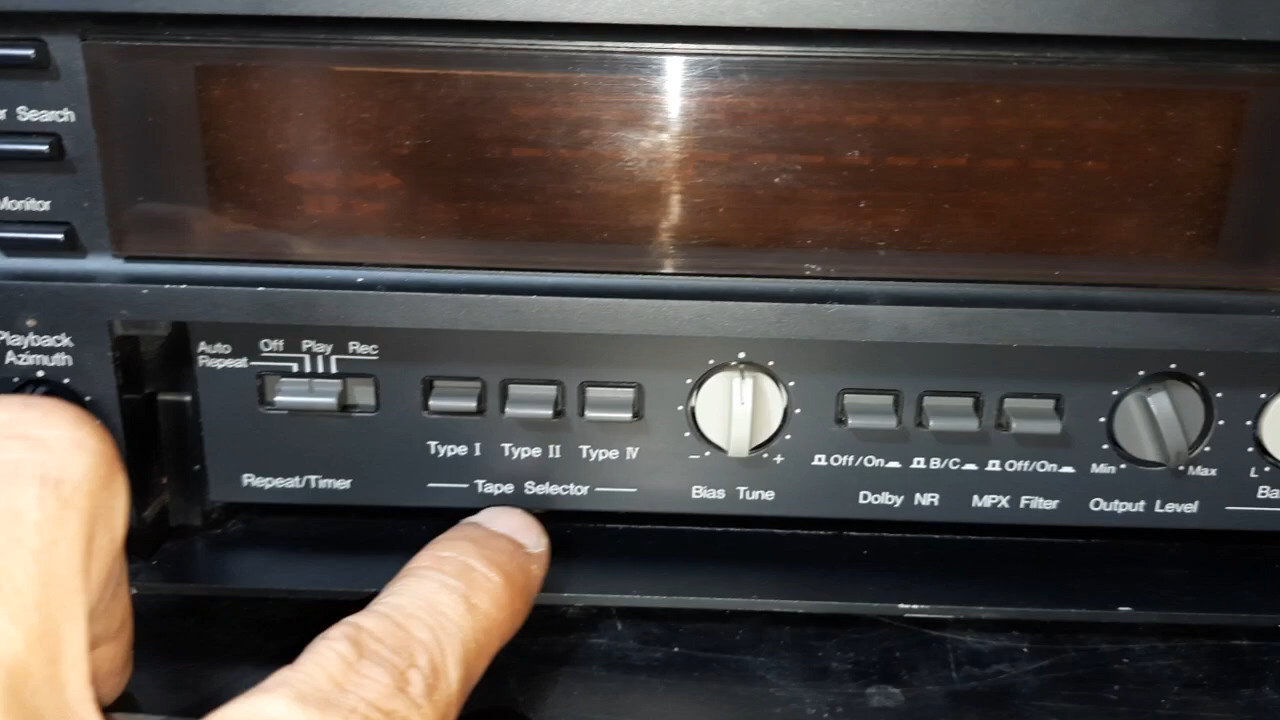 Search
Monitor
Playback
Azimuth
Auto
Repeat
Off Play Rec
Repeat/Timer
Type I Type II Type IV
Tape Selector
− +
Bias Tune
Off/On B/C Off/On
Dolby NR MPX Filter
Min Max
Output Level
L